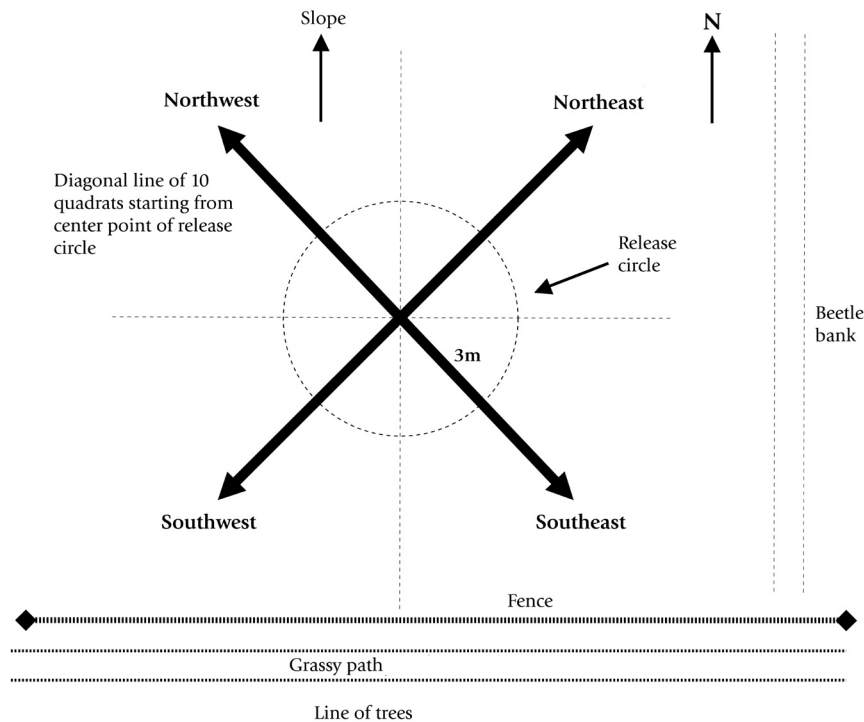 Slope
N
Northwest
Northeast
Diagonal line of 10
quadrats starting from
center point of release
circle
Release
circle
Beetle
bank
3m
Southwest
Southeast
Fence
Grassy path
Line of trees